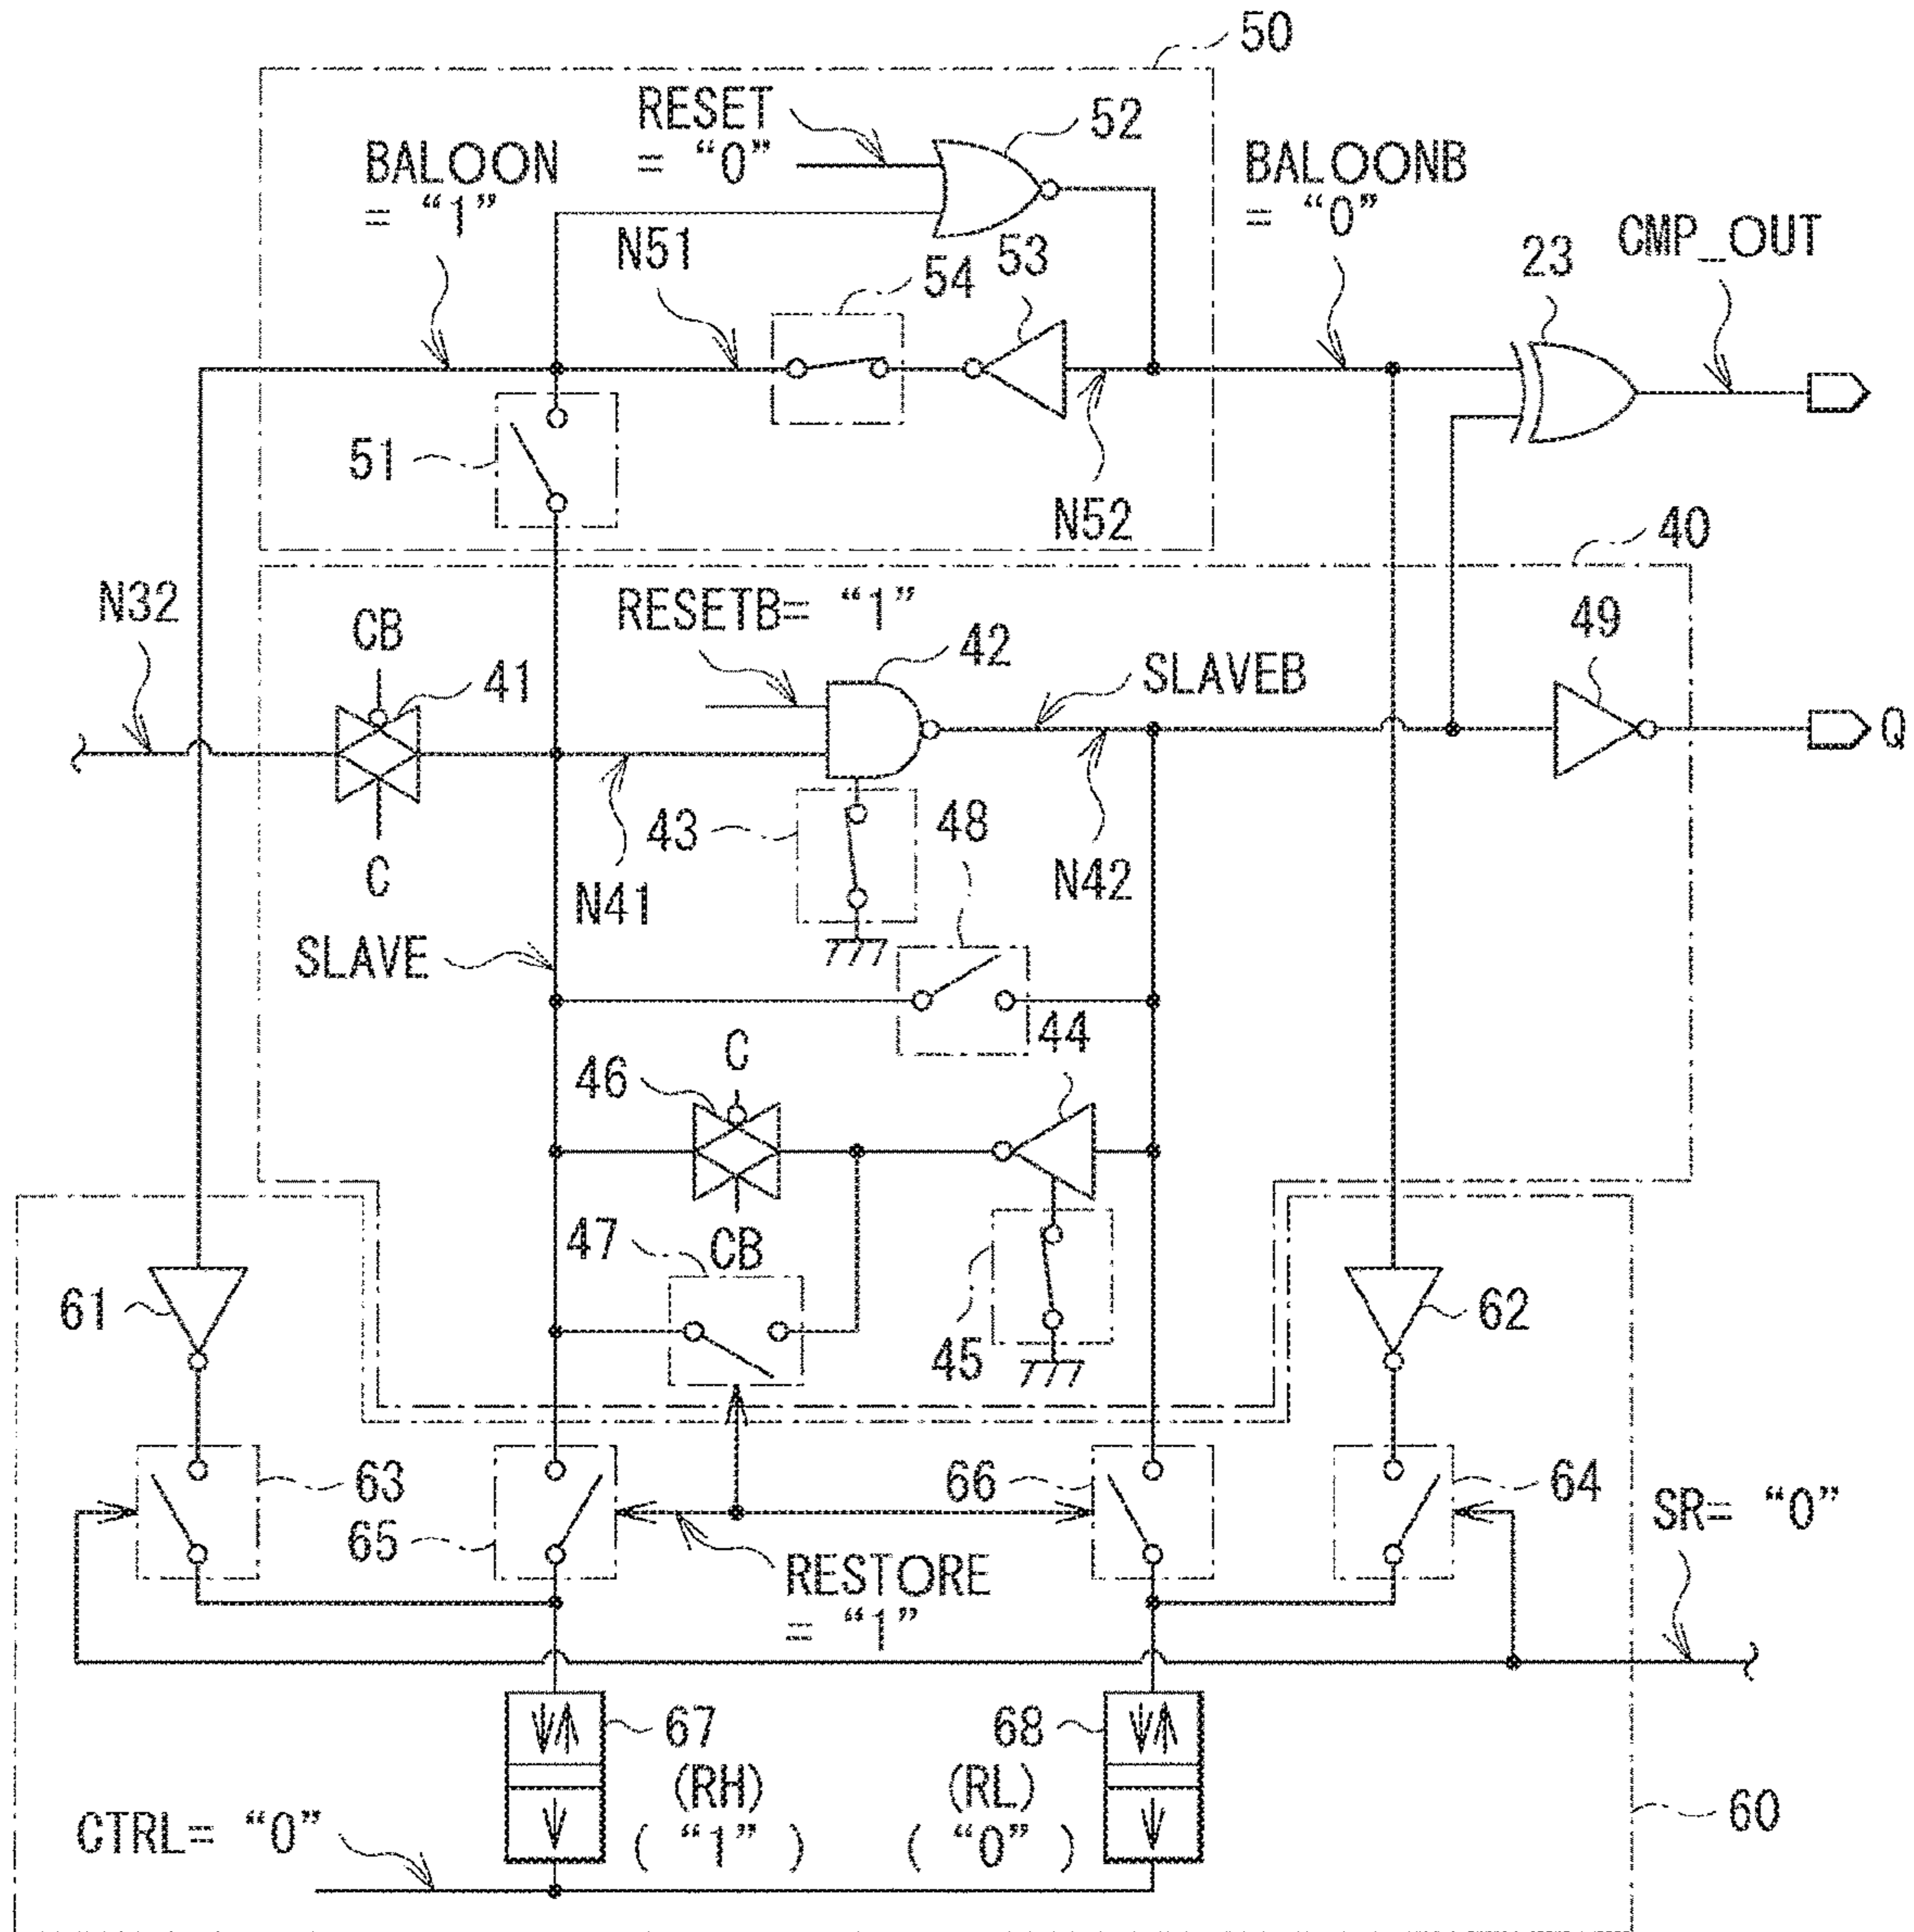 50
RESET
= "0"
52
BALOON
= "1"
BALOONB
= "0"
CMP_OUT
N51
53
54
23
51
N52
40
N32
CB
41
RESETB= "1"
42
SLAVEB
49
Q
C
43
48
N41
N42
SLAVE
44
46
C
CB
47
45
61
62
63
65
66
64
SR= "0"
RESTORE
= "1"
67
68
(RH)
(RL)
( "1" )
( "0" )
CTRL= "0"
60